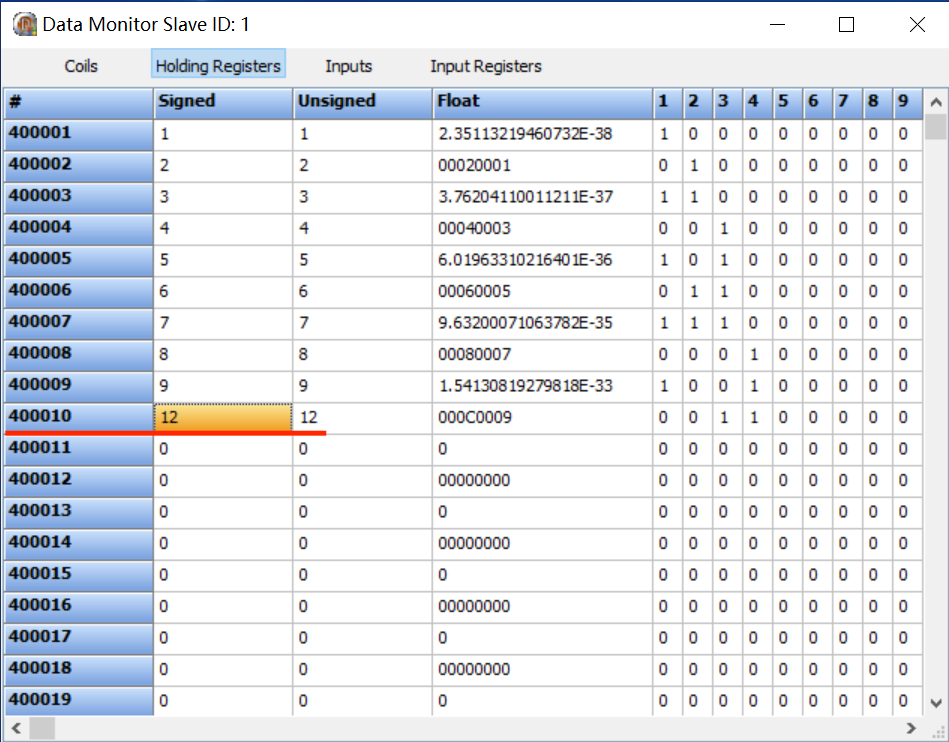 Data Monitor Slave ID: 1
Coils Holding Registers Inputs Input Registers
# Signed Unsigned Float 1 2 3 4 5 6 7 8 9
400001 1 1 2.35113219460732E-38 1 0 0 0 0 0 0 0 0
400002 2 2 00020001 0 1 0 0 0 0 0 0 0
400003 3 3 3.76204110011211E-37 1 1 0 0 0 0 0 0 0
400004 4 4 00040003 0 0 1 0 0 0 0 0 0
400005 5 5 6.01963310216401E-36 1 0 1 0 0 0 0 0 0
400006 6 6 00060005 0 1 1 0 0 0 0 0 0
400007 7 7 9.63200071063782E-35 1 1 1 0 0 0 0 0 0
400008 8 8 00080007 0 0 0 1 0 0 0 0 0
400009 9 9 1.54130819279818E-33 1 0 0 1 0 0 0 0 0
400010 12 12 000C0009 0 0 1 1 0 0 0 0 0
400011 0 0 0 0 0 0 0 0 0 0 0 0
400012 0 0 00000000 0 0 0 0 0 0 0 0 0
400013 0 0 0 0 0 0 0 0 0 0 0 0
400014 0 0 00000000 0 0 0 0 0 0 0 0 0
400015 0 0 0 0 0 0 0 0 0 0 0 0
400016 0 0 00000000 0 0 0 0 0 0 0 0 0
400017 0 0 0 0 0 0 0 0 0 0 0 0
400018 0 0 00000000 0 0 0 0 0 0 0 0 0
400019 0 0 0 0 0 0 0 0 0 0 0 0